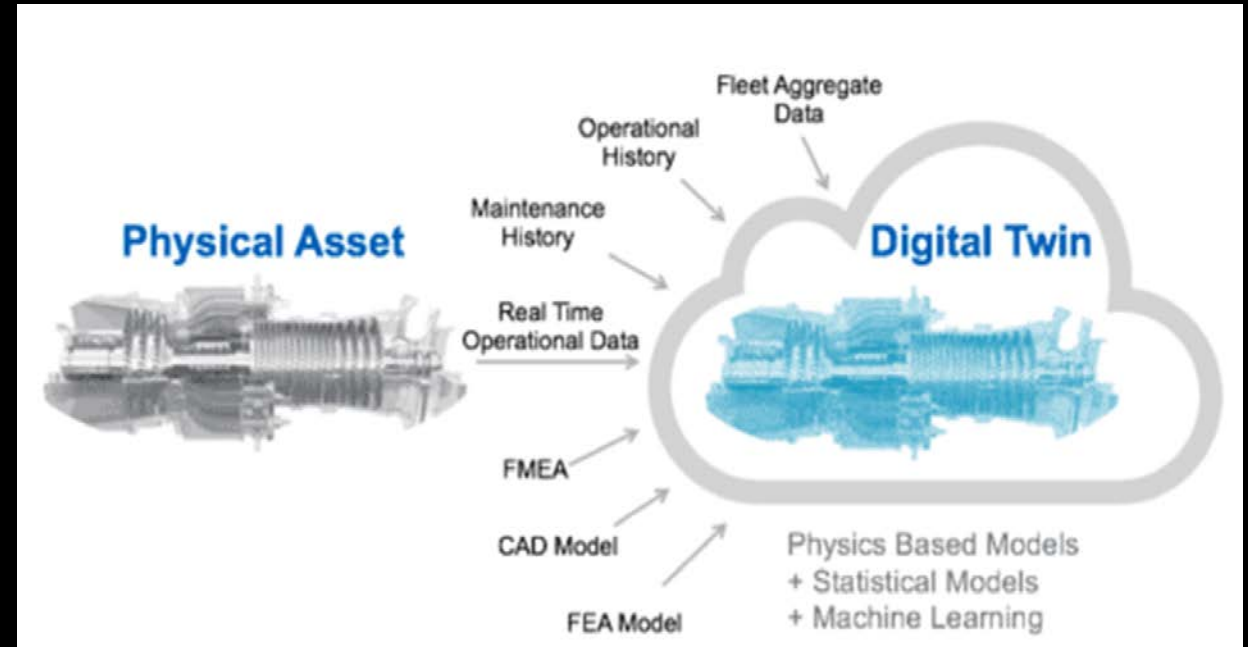 Fleet Aggregate
Data
Operational
History
Maintenance
History
Physical Asset
Digital Twin
Real Time
Operational Data
FMEA
CAD Model
FEA Model
Physics Based Models
+ Statistical Models
+ Machine Learning